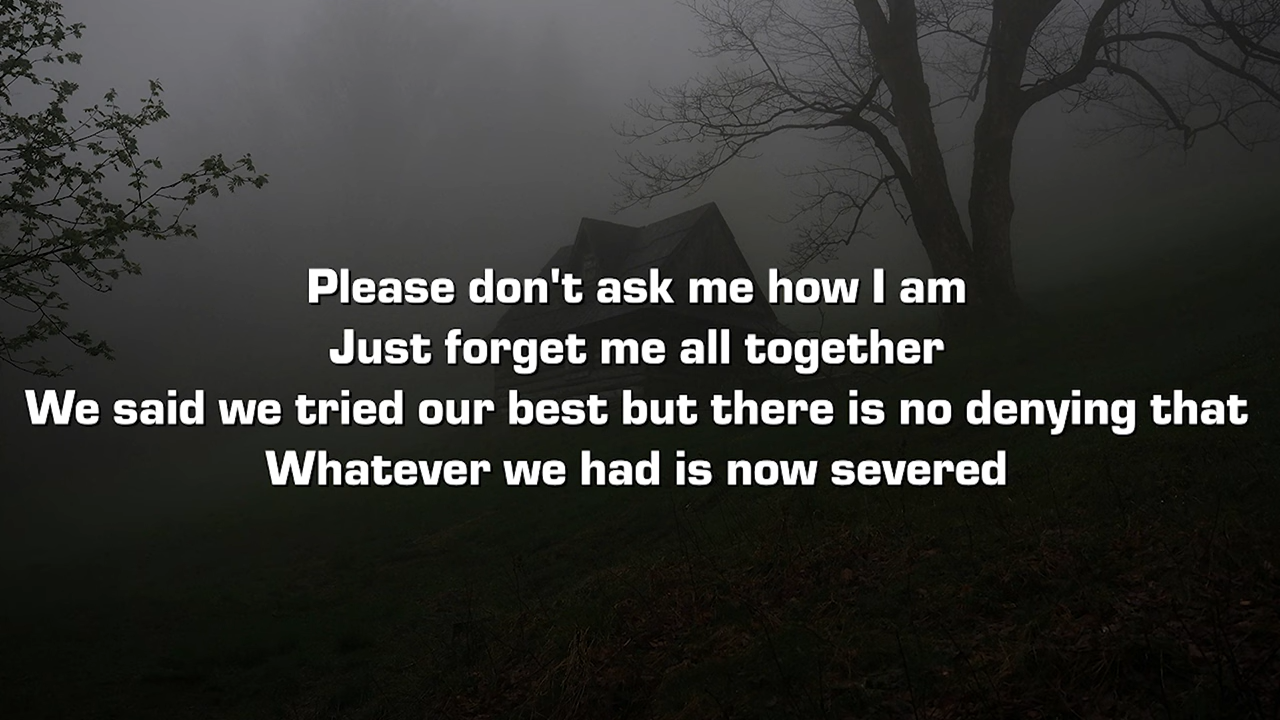 Please don't ask me how I am
Just forget me all together
We said we tried our best but there is no denying that
Whatever we had is now severed